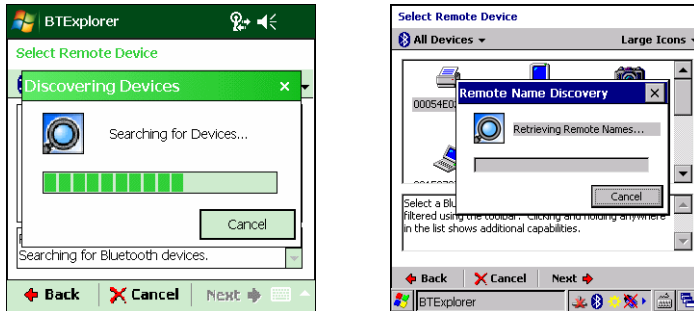 BTExplorer
Select Remote Device
Discovering Devices
Searching for Devices...
Cancel
Searching for Bluetooth devices.
Back Cancel Next
Select Remote Device
All Devices Large Icons
00054E0
Remote Name Discovery
Retrieving Remote Names...
Cancel
Select a Blu
filtered using the toolbar. Clicking and holding anywhere
in the list shows additional capabilities.
Back Cancel Next
BTExplorer